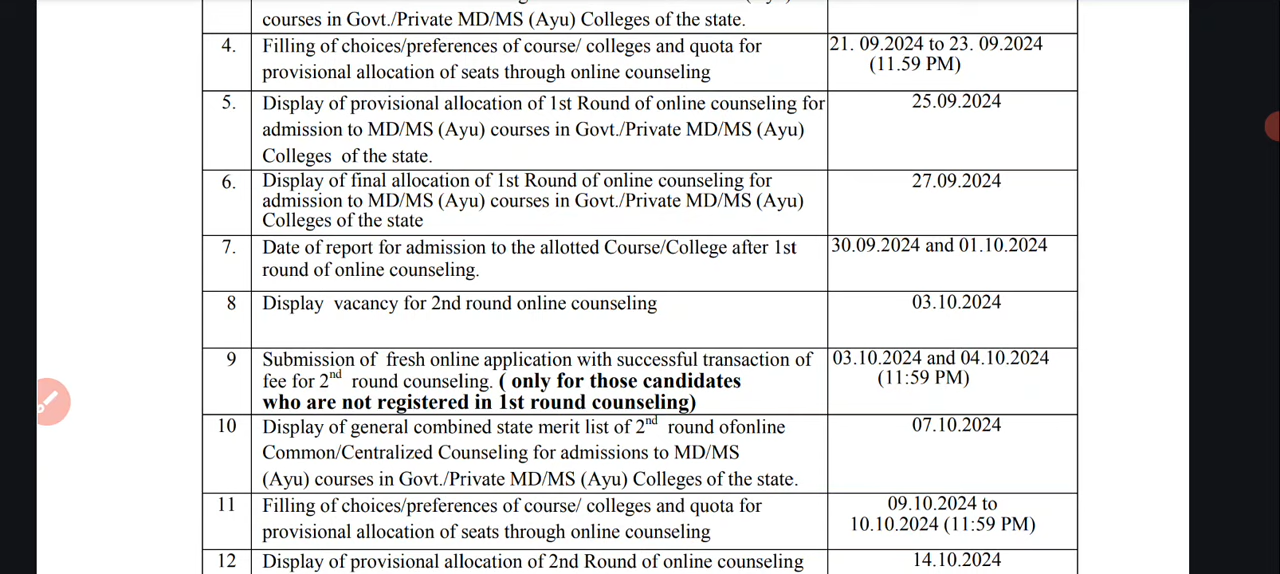 courses in Govt./Private MD/MS (Ayu) Colleges of the state.
4. Filling of choices/preferences of course/ colleges and quota for 21. 09.2024 to 23. 09.2024
provisional allocation of seats through online counseling (11.59 PM)
5. Display of provisional allocation of 1st Round of online counseling for 25.09.2024
admission to MD/MS (Ayu) courses in Govt./Private MD/MS (Ayu)
Colleges of the state.
6. Display of final allocation of 1st Round of online counseling for 27.09.2024
admission to MD/MS (Ayu) courses in Govt./Private MD/MS (Ayu)
Colleges of the state
7. Date of report for admission to the allotted Course/College after 1st 30.09.2024 and 01.10.2024
round of online counseling.
8 Display vacancy for 2nd round online counseling 03.10.2024
9 Submission of fresh online application with successful transaction of 03.10.2024 and 04.10.2024
fee for 2nd round counseling. ( only for those candidates (11:59 PM)
who are not registered in 1st round counseling)
10 Display of general combined state merit list of 2nd round ofonline 07.10.2024
Common/Centralized Counseling for admissions to MD/MS
(Ayu) courses in Govt./Private MD/MS (Ayu) Colleges of the state.
11 Filling of choices/preferences of course/ colleges and quota for 09.10.2024 to
provisional allocation of seats through online counseling 10.10.2024 (11:59 PM)
12 Display of provisional allocation of 2nd Round of online counseling 14.10.2024